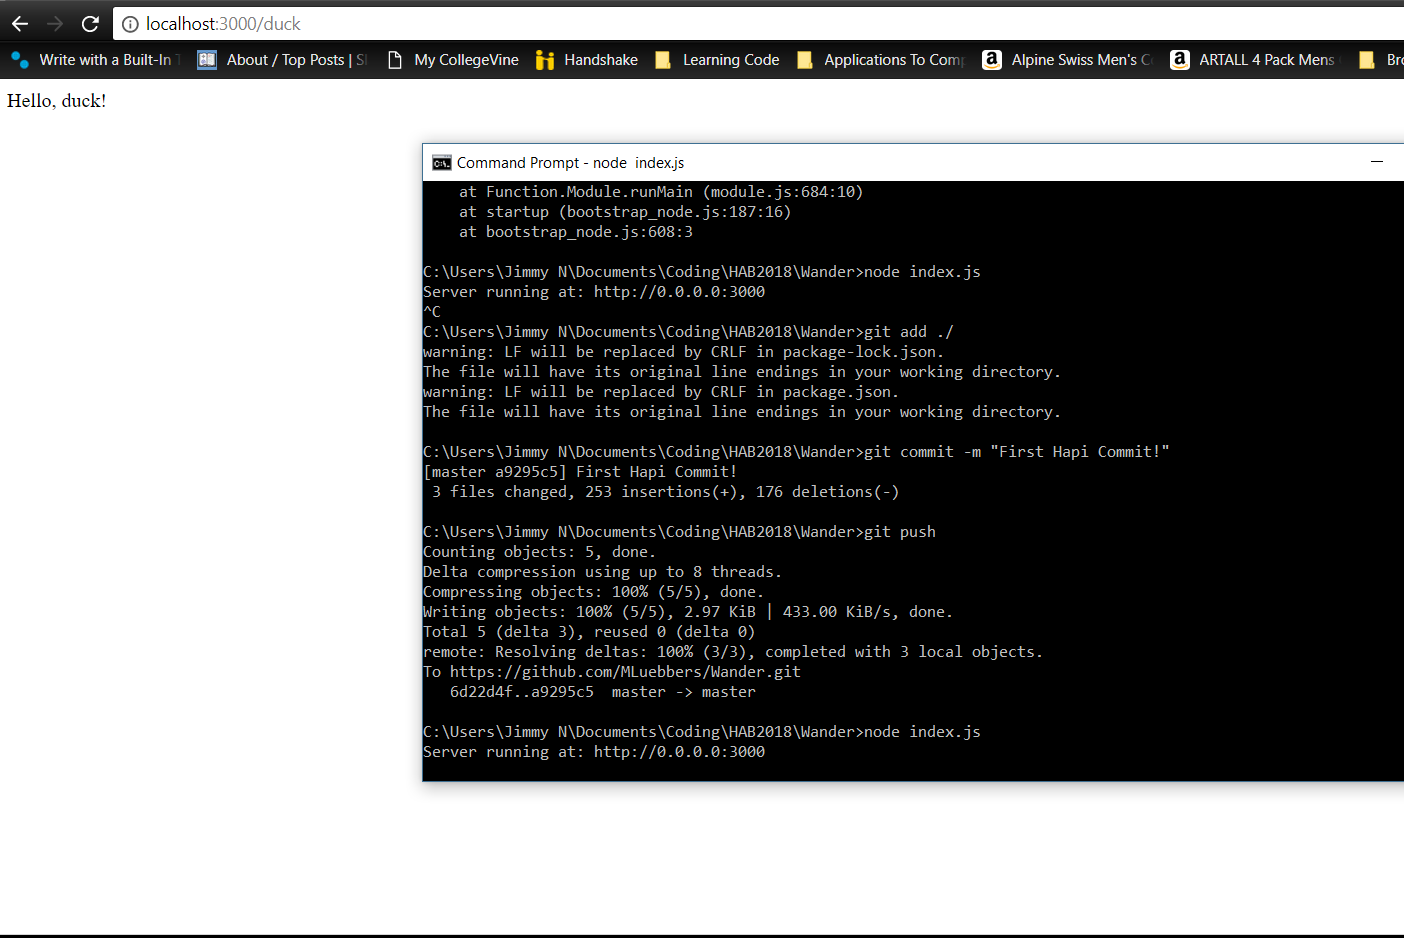 localhost:3000/duck
Write with a Built-In T About / Top Posts | Sl My CollegeVine Handshake Learning Code Applications To Comp Alpine Swiss Men's Co ARTALL 4 Pack Mens Bro
Hello, duck!
Command Prompt - node  index.js
at Function.Module.runMain (module.js:684:10)
at startup (bootstrap_node.js:187:16)
at bootstrap_node.js:608:3
C:\Users\Jimmy N\Documents\Coding\HAB2018\Wander>node index.js
Server running at: http://0.0.0.0:3000
^C
C:\Users\Jimmy N\Documents\Coding\HAB2018\Wander>git add ./
warning: LF will be replaced by CRLF in package-lock.json.
The file will have its original line endings in your working directory.
warning: LF will be replaced by CRLF in package.json.
The file will have its original line endings in your working directory.
C:\Users\Jimmy N\Documents\Coding\HAB2018\Wander>git commit -m "First Hapi Commit!"
[master a9295c5] First Hapi Commit!
3 files changed, 253 insertions(+), 176 deletions(-)
C:\Users\Jimmy N\Documents\Coding\HAB2018\Wander>git push
Counting objects: 5, done.
Delta compression using up to 8 threads.
Compressing objects: 100% (5/5), done.
Writing objects: 100% (5/5), 2.97 KiB | 433.00 KiB/s, done.
Total 5 (delta 3), reused 0 (delta 0)
remote: Resolving deltas: 100% (3/3), completed with 3 local objects.
To https://github.com/MLuebbers/Wander.git
6d22d4f..a9295c5  master -> master
C:\Users\Jimmy N\Documents\Coding\HAB2018\Wander>node index.js
Server running at: http://0.0.0.0:3000